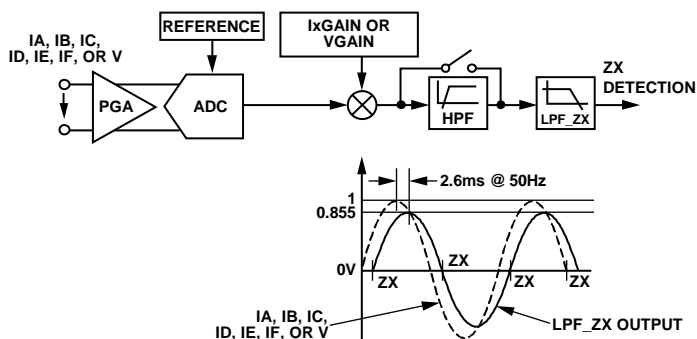 IA, IB, IC,
ID, IE, IF, OR V
REFERENCE
IxGAIN OR
VGAIN
PGA
ADC
HPF
LPF_ZX
ZX
DETECTION
2.6ms @ 50Hz
1
0.855
0V
ZX
ZX
ZX
ZX
IA, IB, IC,
ID, IE, IF, OR V
LPF_ZX OUTPUT